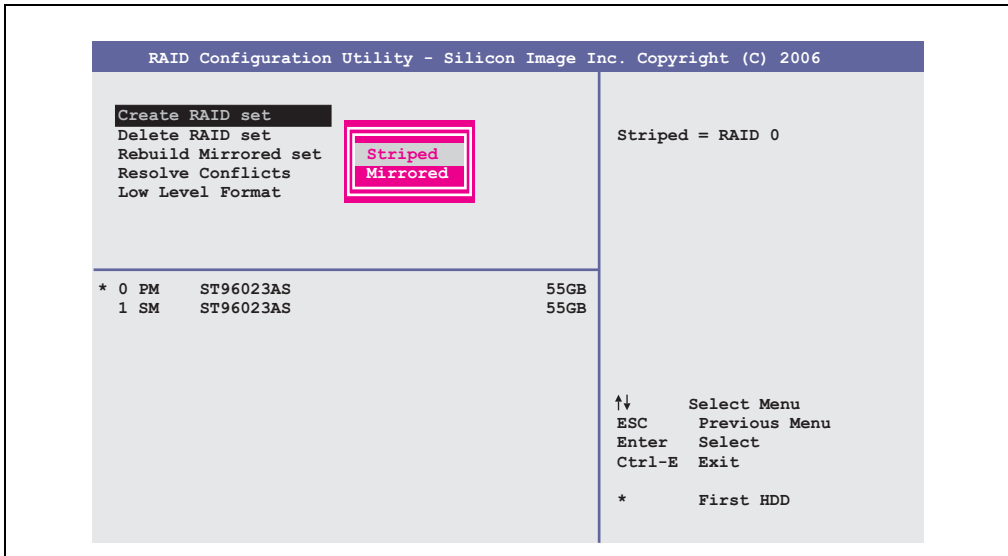 RAID Configuration Utility - Silicon Image Inc. Copyright (C) 2006
Create RAID set
Delete RAID set
Rebuild Mirrored set
Resolve Conflicts
Low Level Format
Striped
Mirrored
Striped = RAID 0
* 0 PM ST96023AS 55GB
1 SM ST96023AS 55GB
↑↓ Select Menu
ESC Previous Menu
Enter Select
Ctrl-E Exit
* First HDD